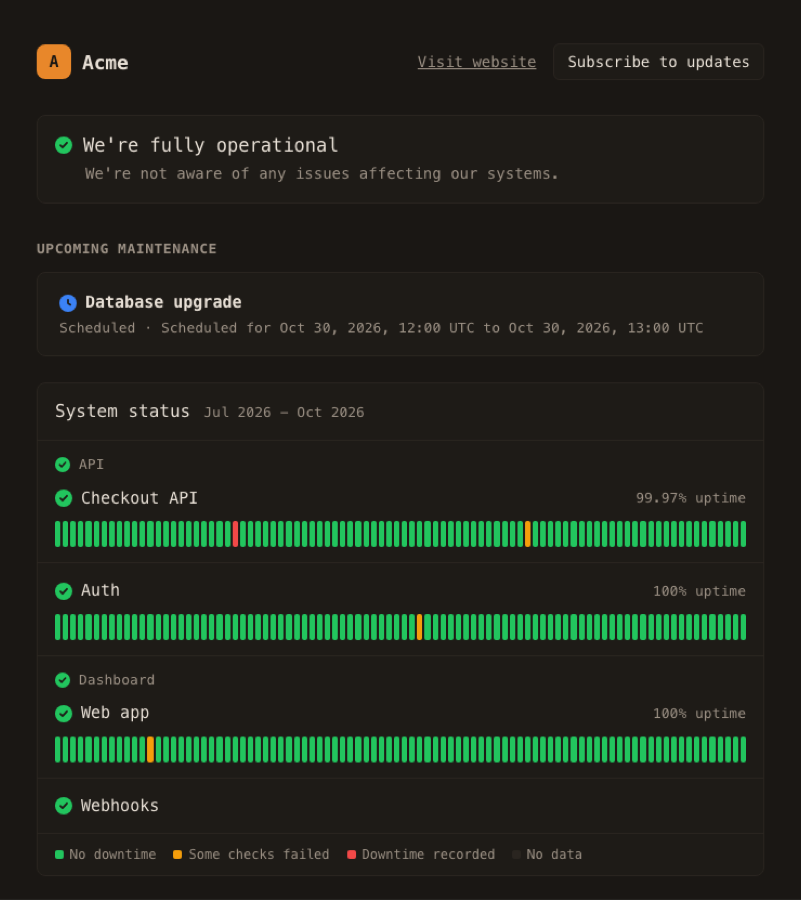 A Acme Visit website Subscribe to updates
We're fully operational
We're not aware of any issues affecting our systems.
UPCOMING MAINTENANCE
Database upgrade
Scheduled · Scheduled for Oct 30, 2026, 12:00 UTC to Oct 30, 2026, 13:00 UTC
System status Jul 2026 – Oct 2026
API
Checkout API 99.97% uptime
Auth 100% uptime
Dashboard
Web app 100% uptime
Webhooks
No downtime Some checks failed Downtime recorded No data